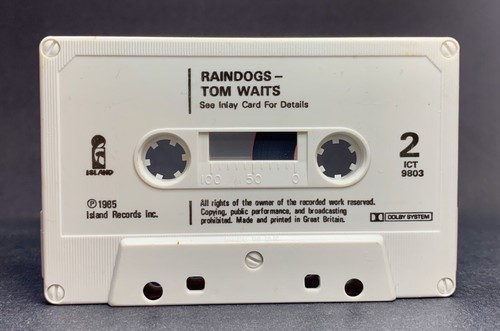 RAINDOGS –
TOM WAITS
See Inlay Card For Details
ISLAND
2
ICT
9803
100 50 0
Ⓟ 1985
Island Records Inc.
All rights of the owner of the recorded work reserved.
Copying, public performance, and broadcasting
prohibited. Made and printed in Great Britain.
DOLBY SYSTEM